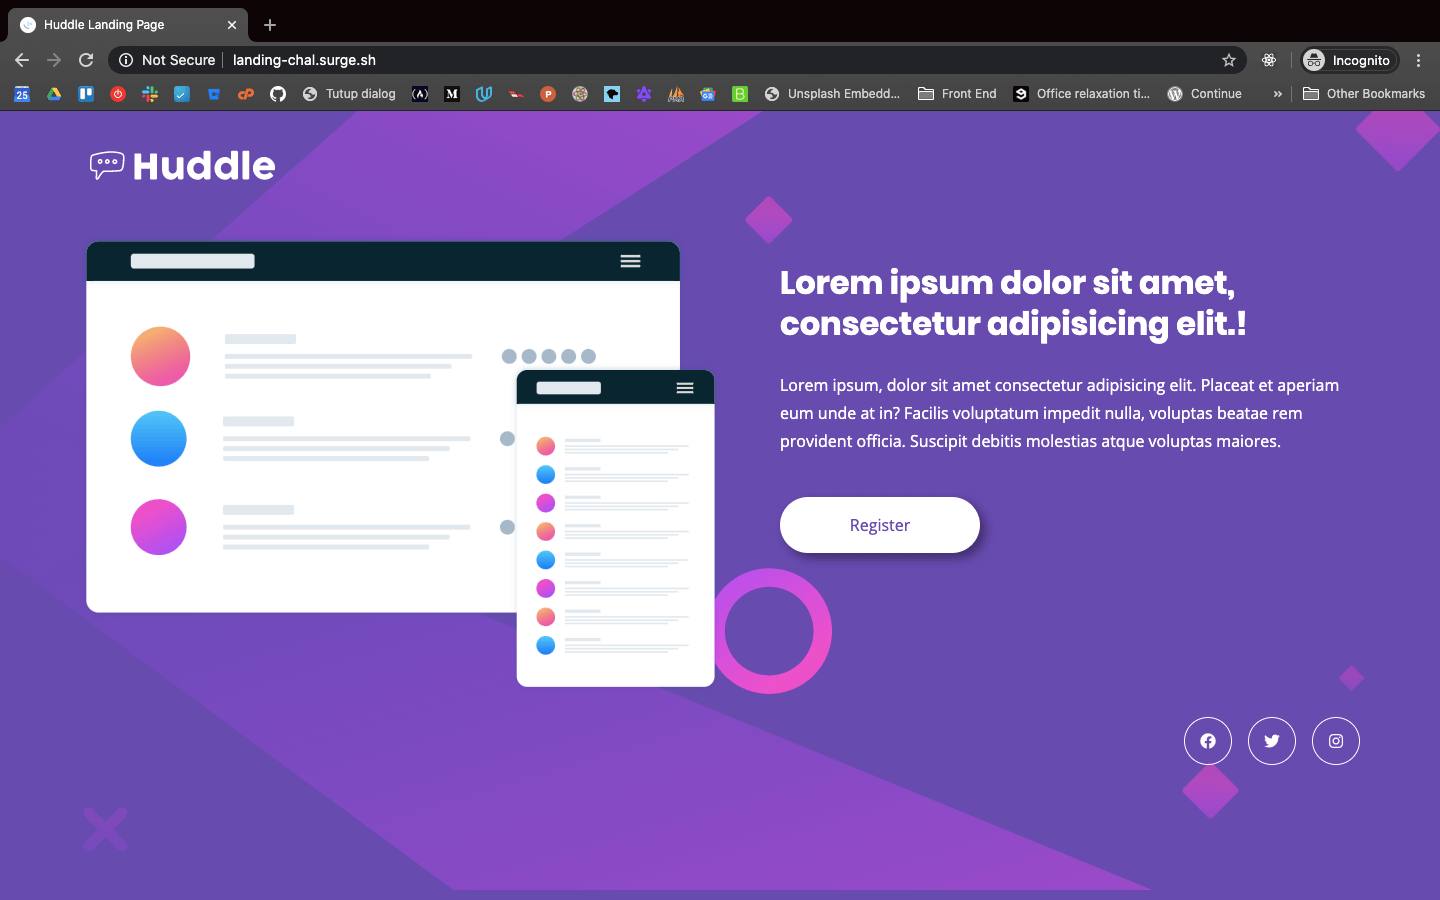 Huddle Landing Page
Not Secure landing-chal.surge.sh
Incognito
25
Tutup dialog
M
P
B
Unsplash Embedd...
Front End
Office relaxation ti...
Continue
»
Other Bookmarks
Huddle
Lorem ipsum dolor sit amet,
consectetur adipisicing elit.!
Lorem ipsum, dolor sit amet consectetur adipisicing elit. Placeat et aperiam
eum unde at in? Facilis voluptatum impedit nulla, voluptas beatae rem
provident officia. Suscipit debitis molestias atque voluptas maiores.
Register